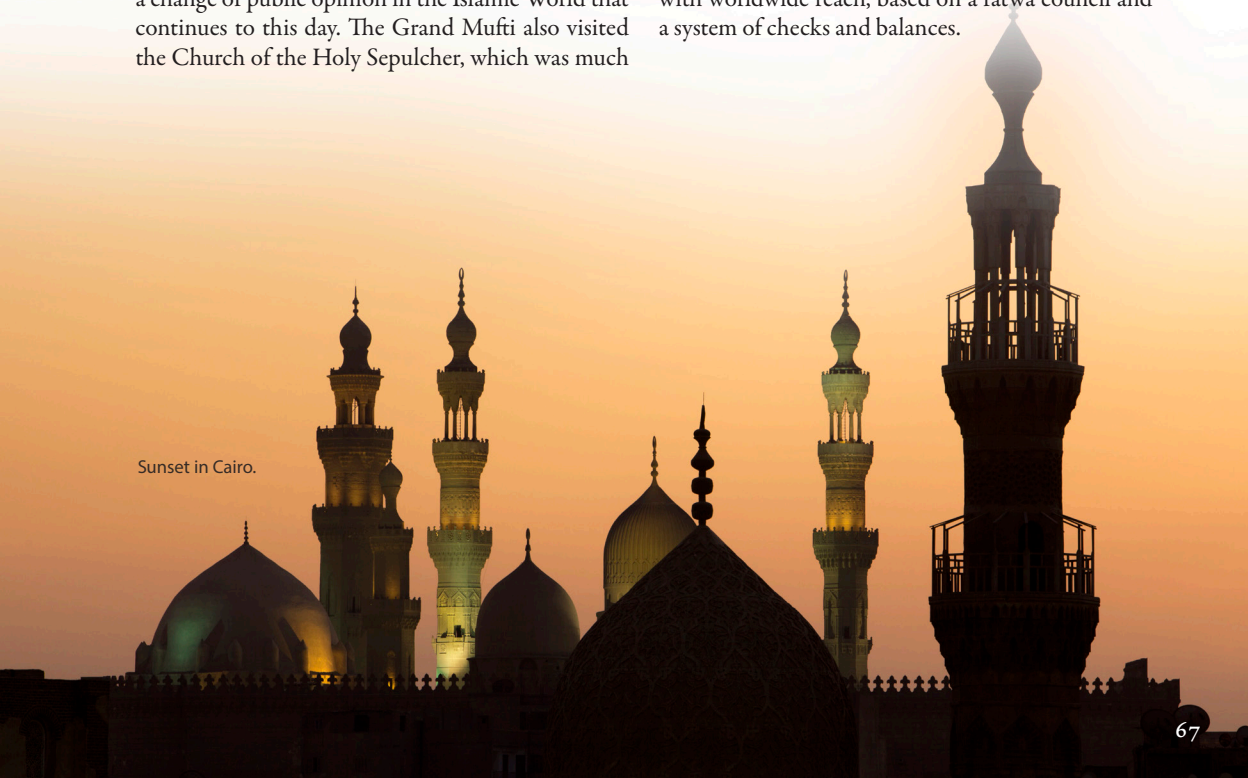 a change of public opinion in the Islamic World that
continues to this day. The Grand Mufti also visited
the Church of the Holy Sepulcher, which was much
with worldwide reach, based on a fatwa council and
a system of checks and balances.
Sunset in Cairo.
67